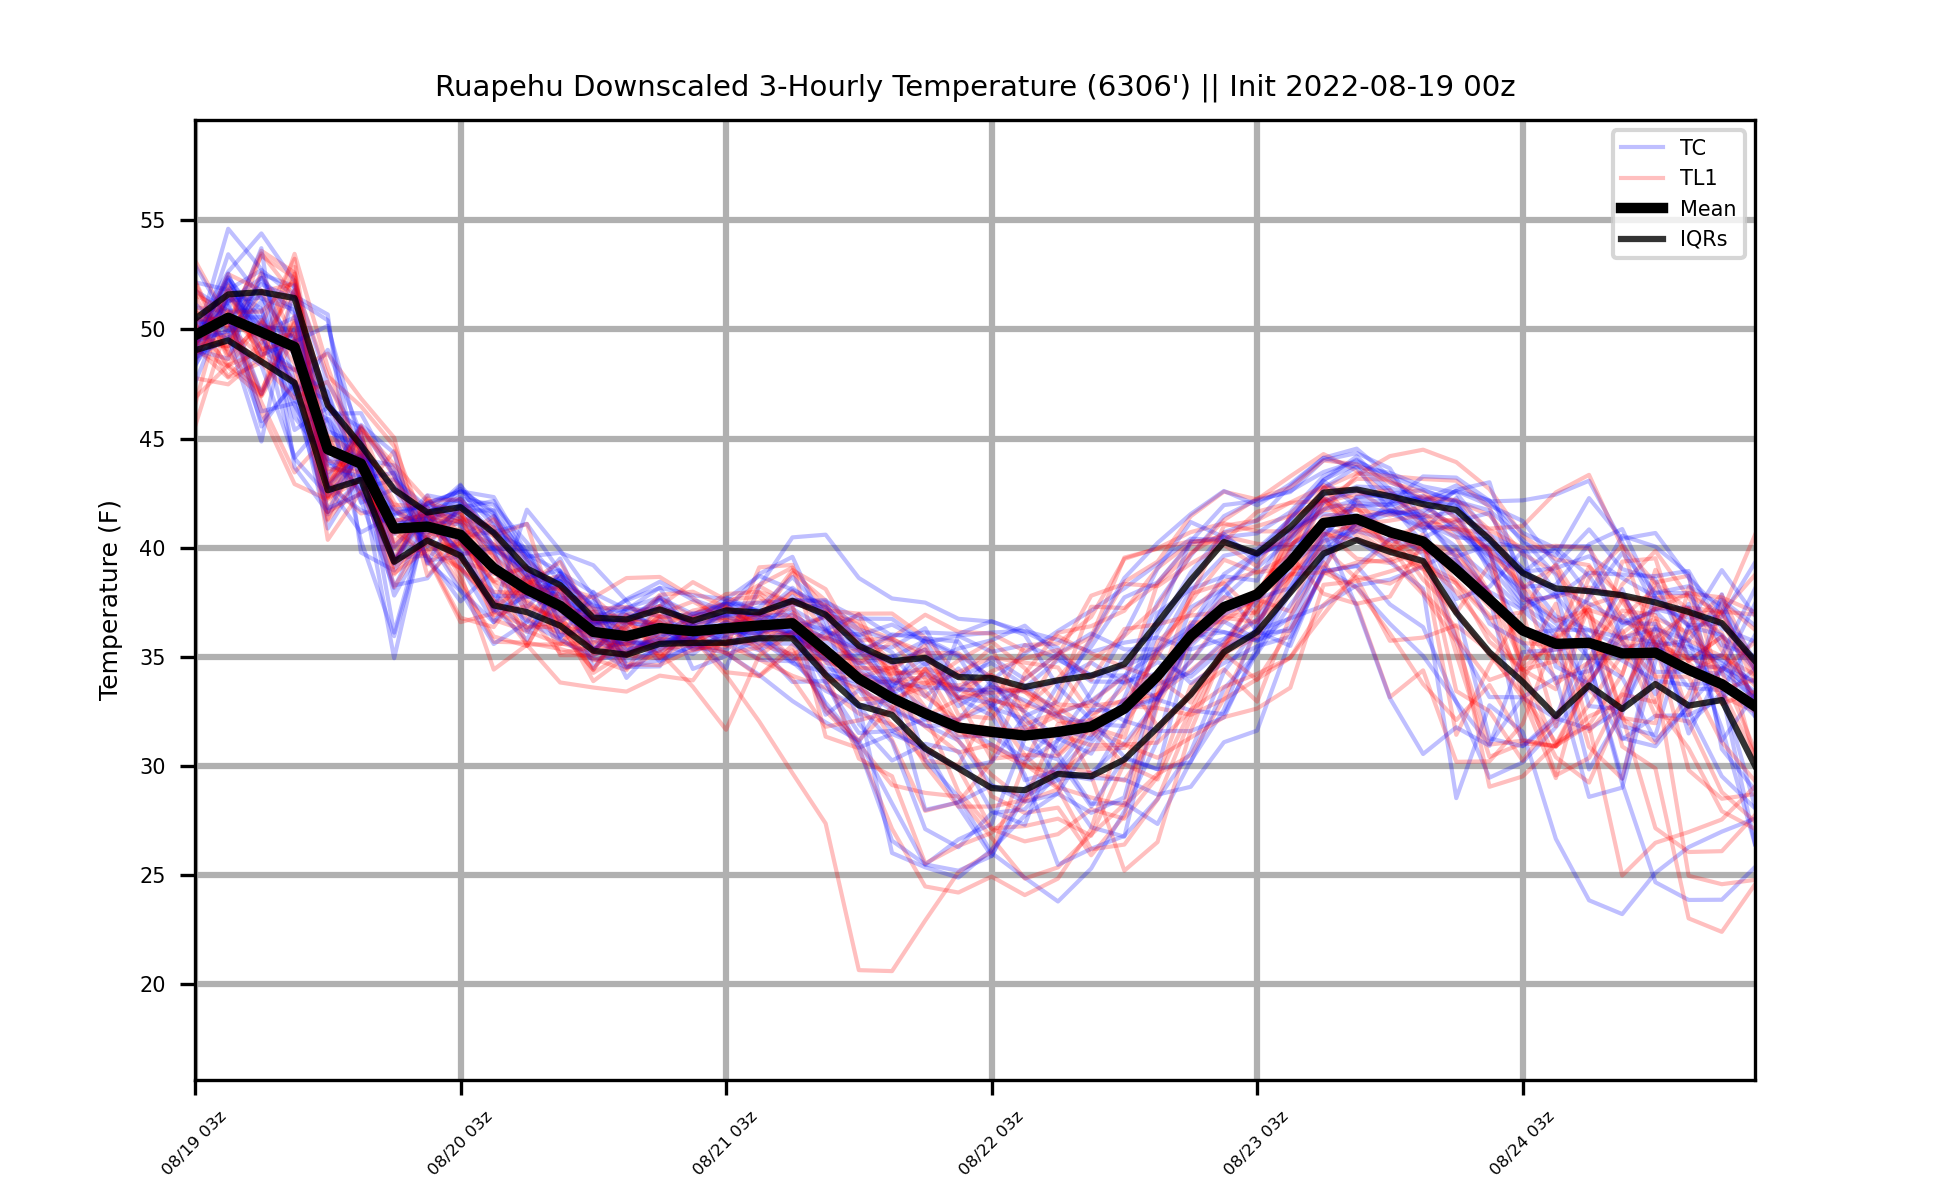 Ruapehu Downscaled 3-Hourly Temperature (6306') || Init 2022-08-19 00z
TC
TL1
Mean
IQRs
Temperature (F)
55
50
45
40
35
30
25
20
08/19 03z
08/20 03z
08/21 03z
08/22 03z
08/23 03z
08/24 03z